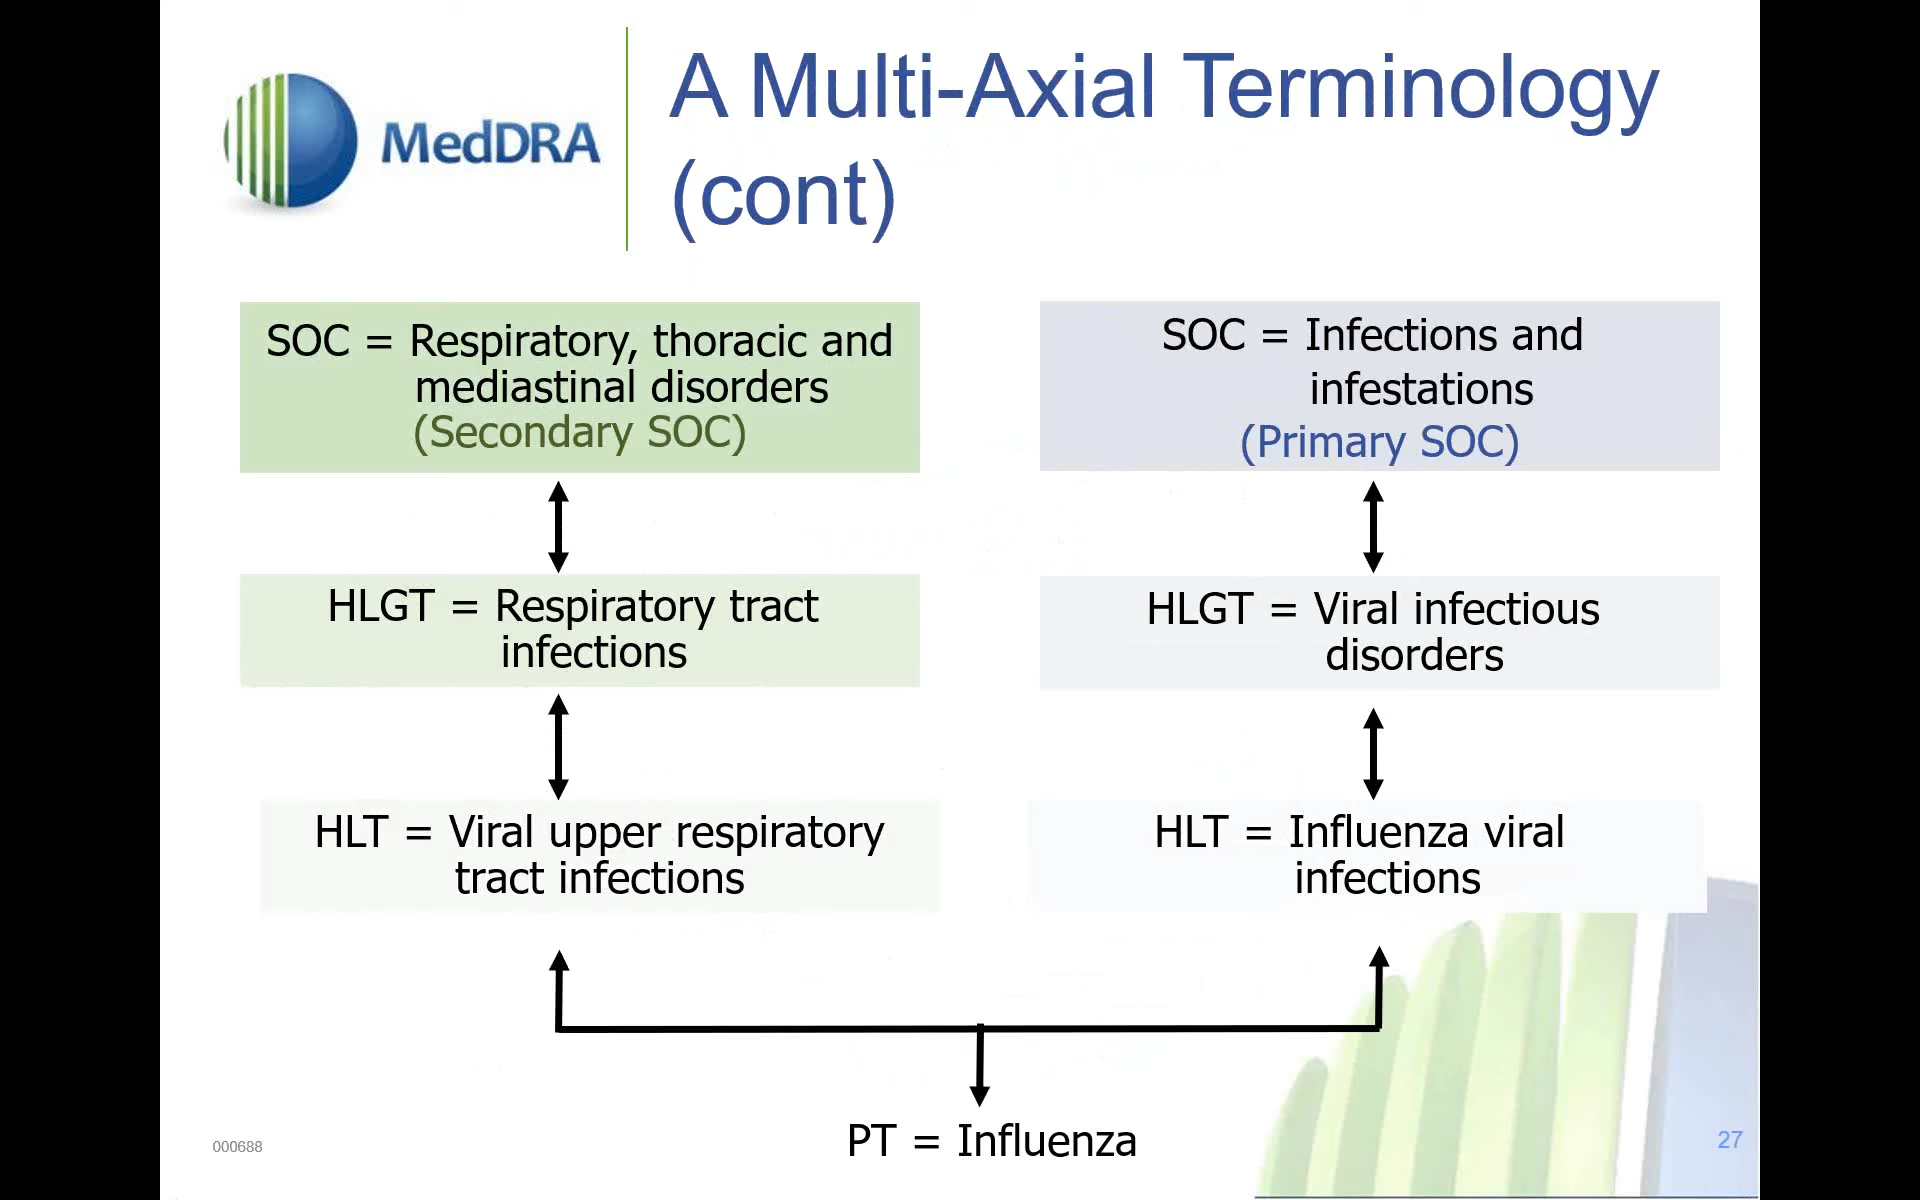 MedDRA
A Multi-Axial Terminology
(cont)
SOC = Respiratory, thoracic and
mediastinal disorders
(Secondary SOC)
SOC = Infections and
infestations
(Primary SOC)
HLGT = Respiratory tract
infections
HLGT = Viral infectious
disorders
HLT = Viral upper respiratory
tract infections
HLT = Influenza viral
infections
PT = Influenza
000688
27